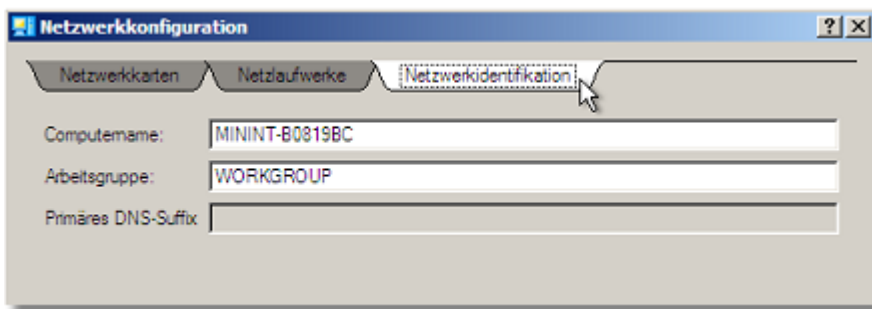 Netzwerkkonfiguration
Netzwerkkarten Netzlaufwerke Netzwerkidentifikation
Computername: MININT-B0819BC
Arbeitsgruppe: WORKGROUP
Primäres DNS-Suffix